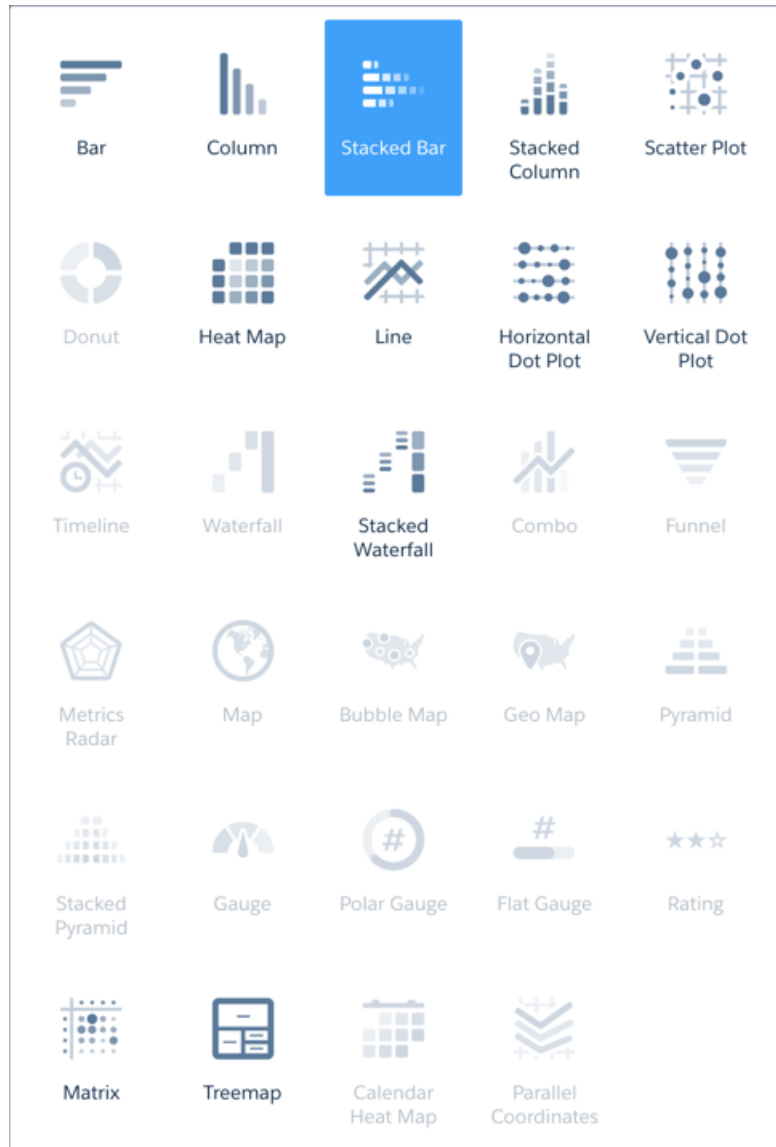 Bar
Column
Stacked Bar
Stacked
Column
Scatter Plot
Donut
Heat Map
Line
Horizontal
Dot Plot
Vertical Dot
Plot
Timeline
Waterfall
Stacked
Waterfall
Combo
Funnel
Metrics
Radar
Map
Bubble Map
Geo Map
Pyramid
Stacked
Pyramid
Gauge
#
Polar Gauge
#
Flat Gauge
Rating
Matrix
Treemap
Calendar
Heat Map
Parallel
Coordinates